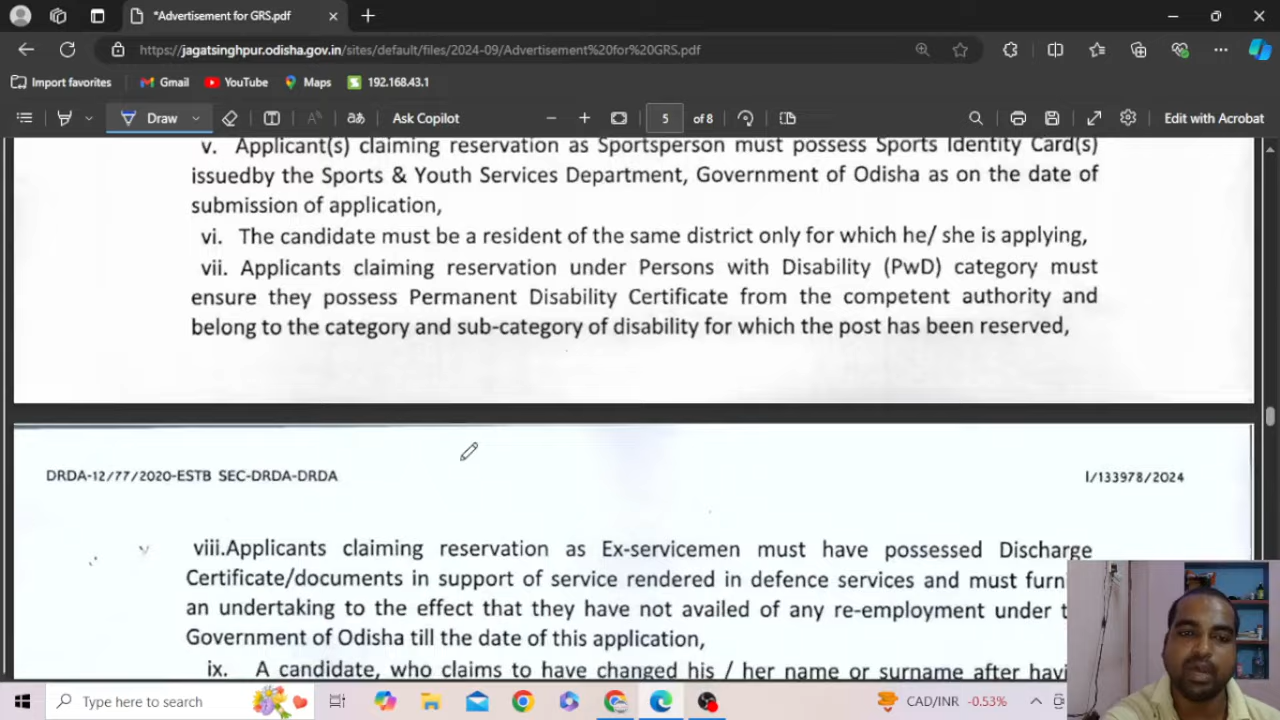 *Advertisement for GRS.pdf
https://jagatsinghpur.odisha.gov.in/sites/default/files/2024-09/Advertisement%20for%20GRS.pdf
Import favorites Gmail YouTube Maps 192.168.43.1
Draw Ask Copilot 5 of 8 Edit with Acrobat
v. Applicant(s) claiming reservation as Sportsperson must possess Sports Identity Card(s)
issuedby the Sports & Youth Services Department, Government of Odisha as on the date of
submission of application,
vi. The candidate must be a resident of the same district only for which he/ she is applying,
vii. Applicants claiming reservation under Persons with Disability (PwD) category must
ensure they possess Permanent Disability Certificate from the competent authority and
belong to the category and sub-category of disability for which the post has been reserved,
DRDA-12/77/2020-ESTB SEC-DRDA-DRDA I/133978/2024
viii.Applicants claiming reservation as Ex-servicemen must have possessed Discharge
Certificate/documents in support of service rendered in defence services and must
an undertaking to the effect that they have not availed of any re-employment under
Government of Odisha till the date of this application,
ix. A candidate, who claims to have changed his / her name or surname after
Type here to search CAD/INR -0.53%